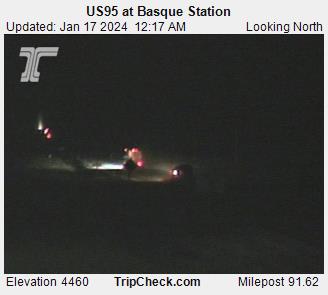 US95 at Basque Station
Updated: Jan 17 2024 12:17 AM Looking North
Elevation 4460 TripCheck.com Milepost 91.62